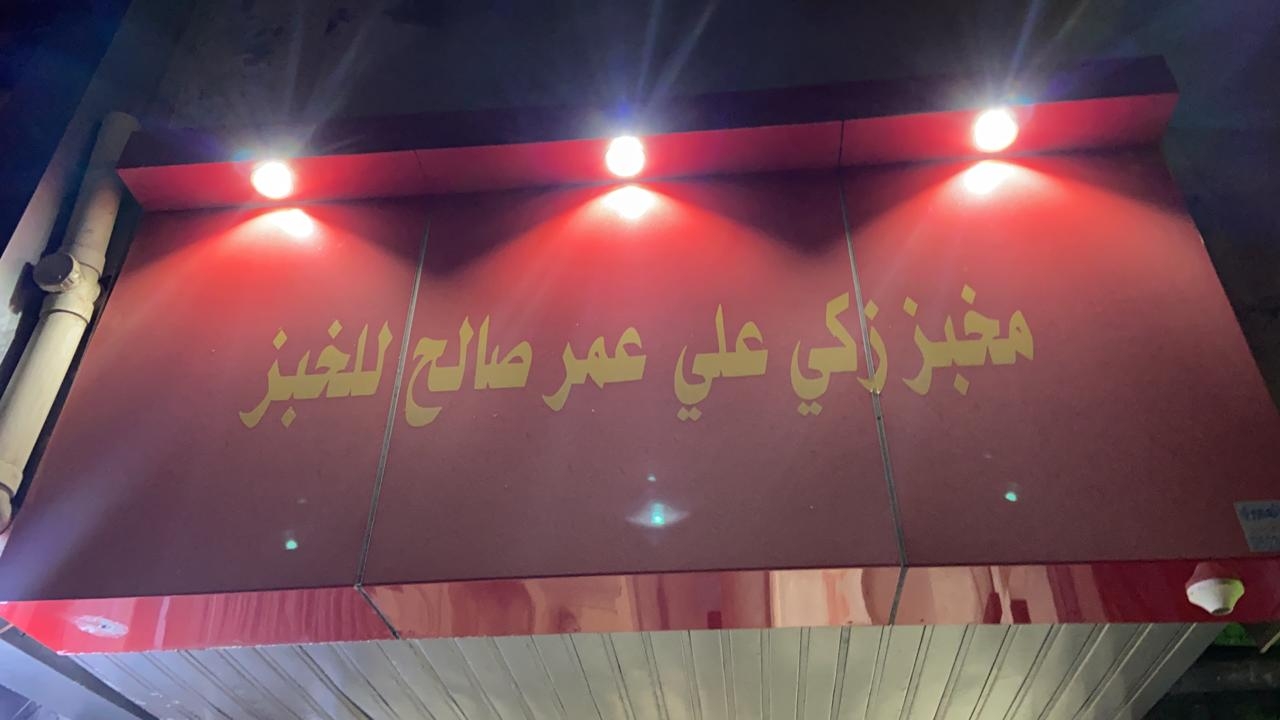 مخبز زكي علي عمر صالح للخبز